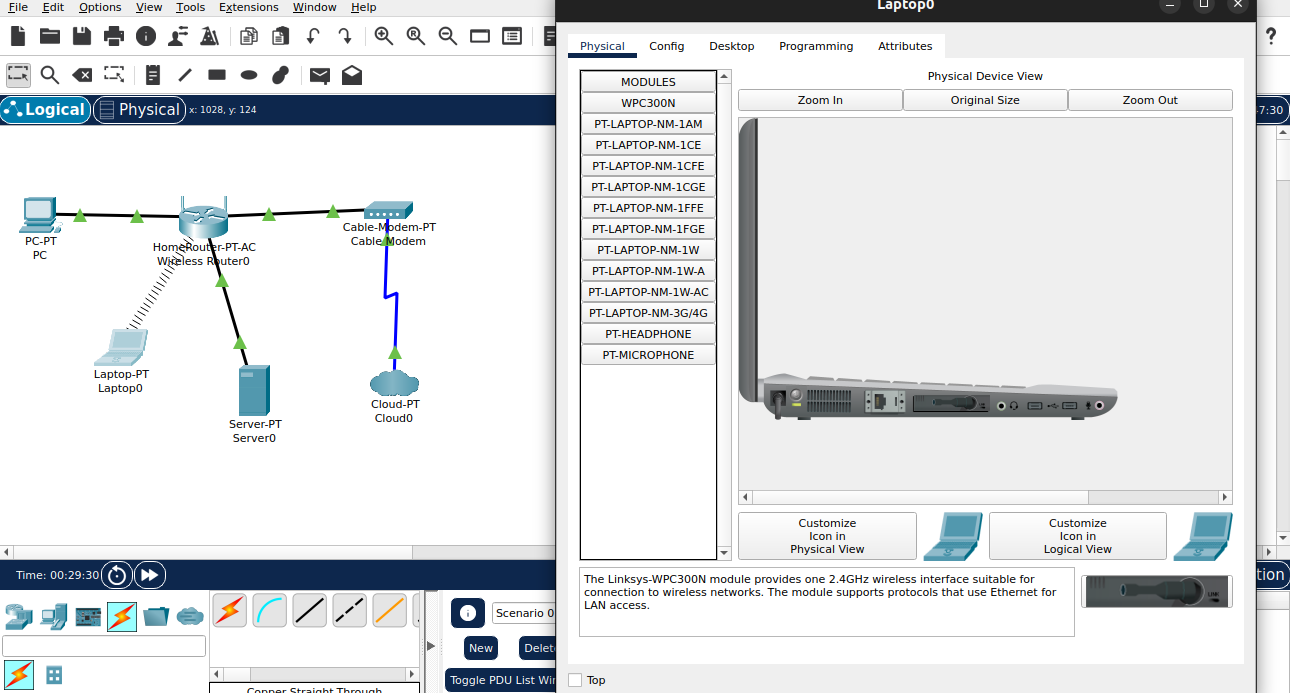 File Edit Options View Tools Extensions Window Help
Laptop0
Logical
Physical
x: 1028, y: 124
7:30
PC-PT
PC
HomeRouter-PT-AC
Wireless Router0
Cable-Modem-PT
Cable Modem
Laptop-PT
Laptop0
Server-PT
Server0
Cloud-PT
Cloud0
Time: 00:29:30
Scenario 0
New
Delet
Toggle PDU List Wi
Copper Straight-Through
Physical Config Desktop Programming Attributes
MODULES
WPC300N
PT-LAPTOP-NM-1AM
PT-LAPTOP-NM-1CE
PT-LAPTOP-NM-1CFE
PT-LAPTOP-NM-1CGE
PT-LAPTOP-NM-1FFE
PT-LAPTOP-NM-1FGE
PT-LAPTOP-NM-1W
PT-LAPTOP-NM-1W-A
PT-LAPTOP-NM-1W-AC
PT-LAPTOP-NM-3G/4G
PT-HEADPHONE
PT-MICROPHONE
Physical Device View
Zoom In
Original Size
Zoom Out
Customize
Icon in
Physical View
Customize
Icon in
Logical View
The Linksys-WPC300N module provides one 2.4GHz wireless interface suitable for
connection to wireless networks. The module supports protocols that use Ethernet for
LAN access.
LINK
Top
tion